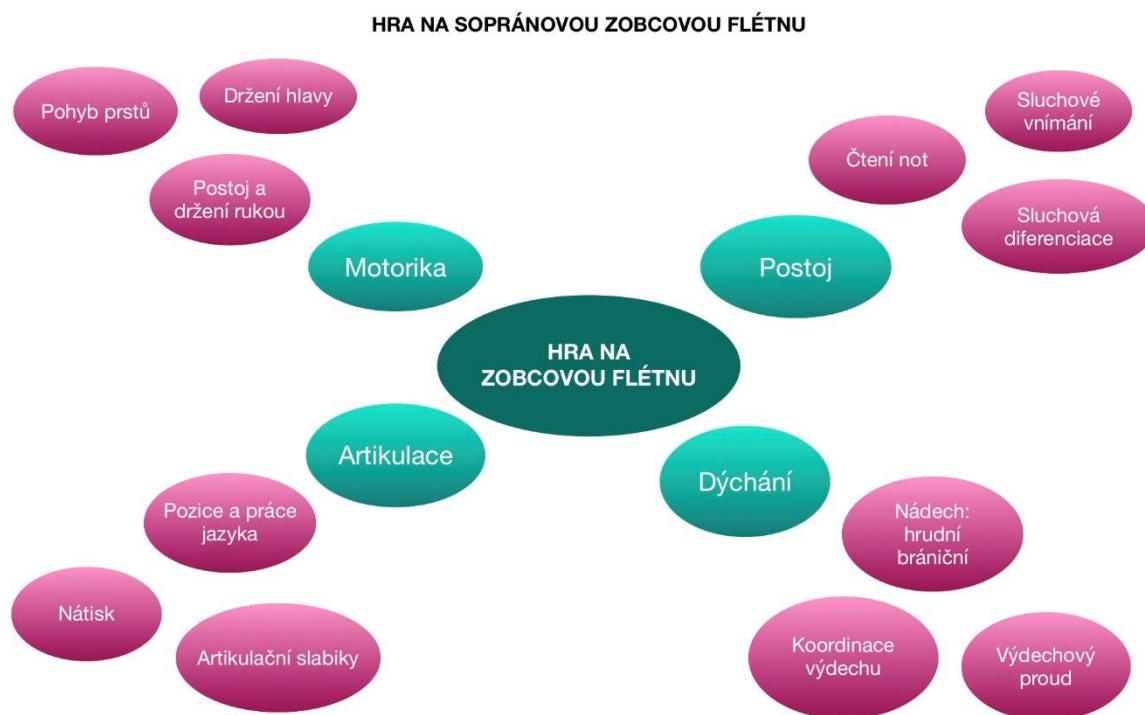 HRA NA SOPRÁNOVOU ZOBCOVOU FLÉTNU
Pohyb prstů
Držení hlavy
Postoj a
držení rukou
Motorika
Sluchové
vnímání
Čtení not
Sluchová
diferenciace
Postoj
HRA NA
ZOBCOVOU FLÉTNU
Artikulace
Pozice a práce
jazyka
Nátisk
Artikulační slabiky
Dýchání
Nádech:
hrudní
brániční
Koordinace
výdechu
Výdechový
proud